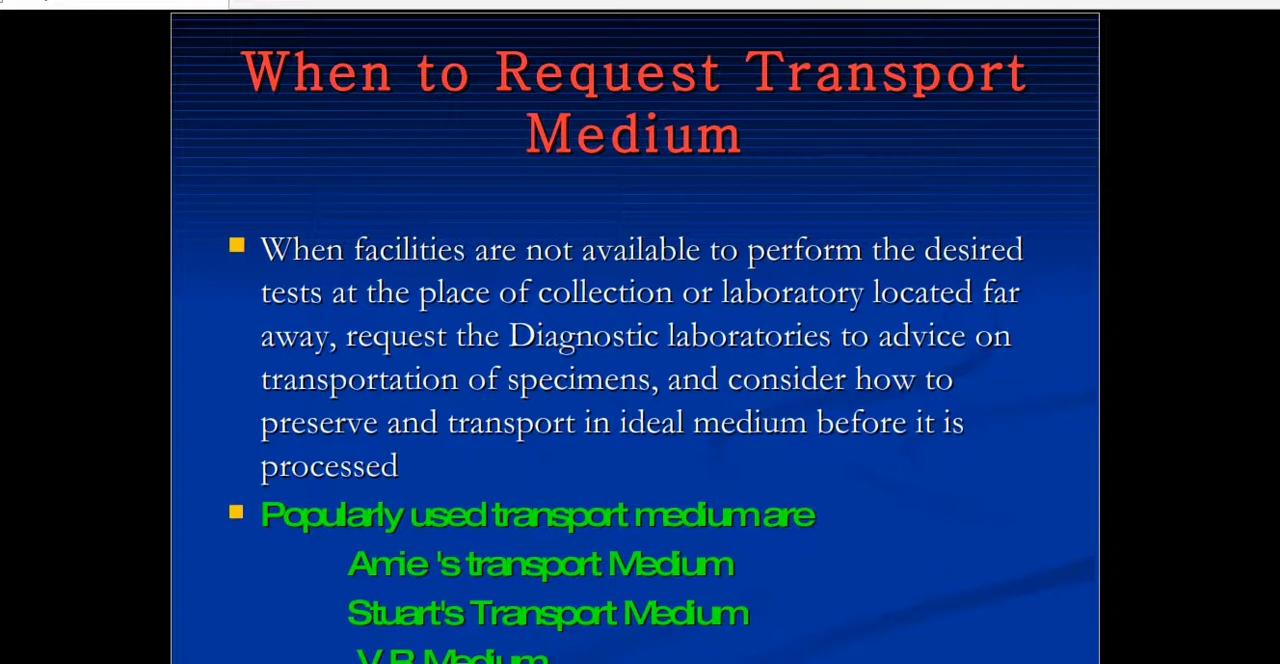 When to Request Transport
Medium
When facilities are not available to perform the desired
tests at the place of collection or laboratory located far
away, request the Diagnostic laboratories to advice on
transportation of specimens, and consider how to
preserve and transport in ideal medium before it is
processed
Popularly used transport medium are
Amie 's transport Medium
Stuart's Transport Medium
V R Medium